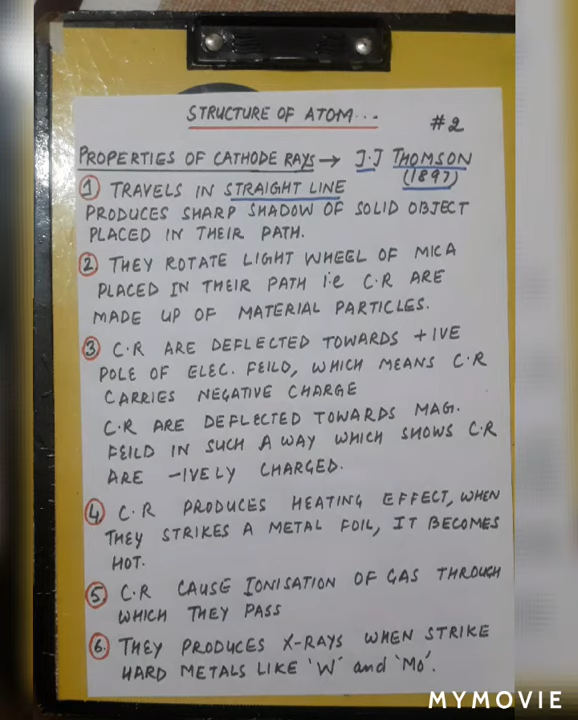 STRUCTURE OF ATOM...
#2
PROPERTIES OF CATHODE RAYS → J.J THOMSON
(1897)
① TRAVELS IN STRAIGHT LINE
PRODUCES SHARP SHADOW OF SOLID OBJECT
PLACED IN THEIR PATH.
② THEY ROTATE LIGHT WHEEL OF MICA
PLACED IN THEIR PATH i.e C.R ARE
MADE UP OF MATERIAL PARTICLES.
③ C.R ARE DEFLECTED TOWARDS +IVE
POLE OF ELEC. FEILD, WHICH MEANS C.R
CARRIES NEGATIVE CHARGE
C.R ARE DEFLECTED TOWARDS MAG.
FEILD IN SUCH A WAY WHICH SHOWS C.R
ARE -IVELY CHARGED.
④ C.R PRODUCES HEATING EFFECT, WHEN
THEY STRIKES A METAL FOIL, IT BECOMES
HOT.
⑤ C.R CAUSE IONISATION OF GAS THROUGH
WHICH THEY PASS
⑥. THEY PRODUCES X-RAYS WHEN STRIKE
HARD METALS LIKE 'W' and 'Mo'.
MYMOVIE